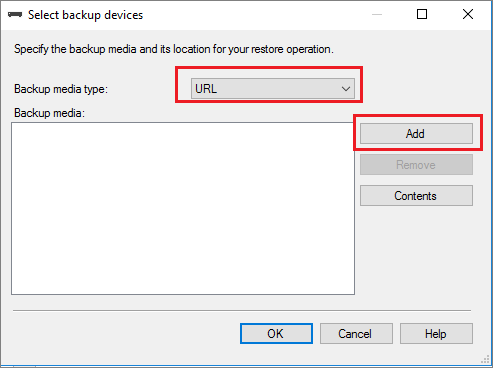 Select backup devices
Specify the backup media and its location for your restore operation.
Backup media type:
URL
Backup media:
Add
Remove
Contents
OK
Cancel
Help